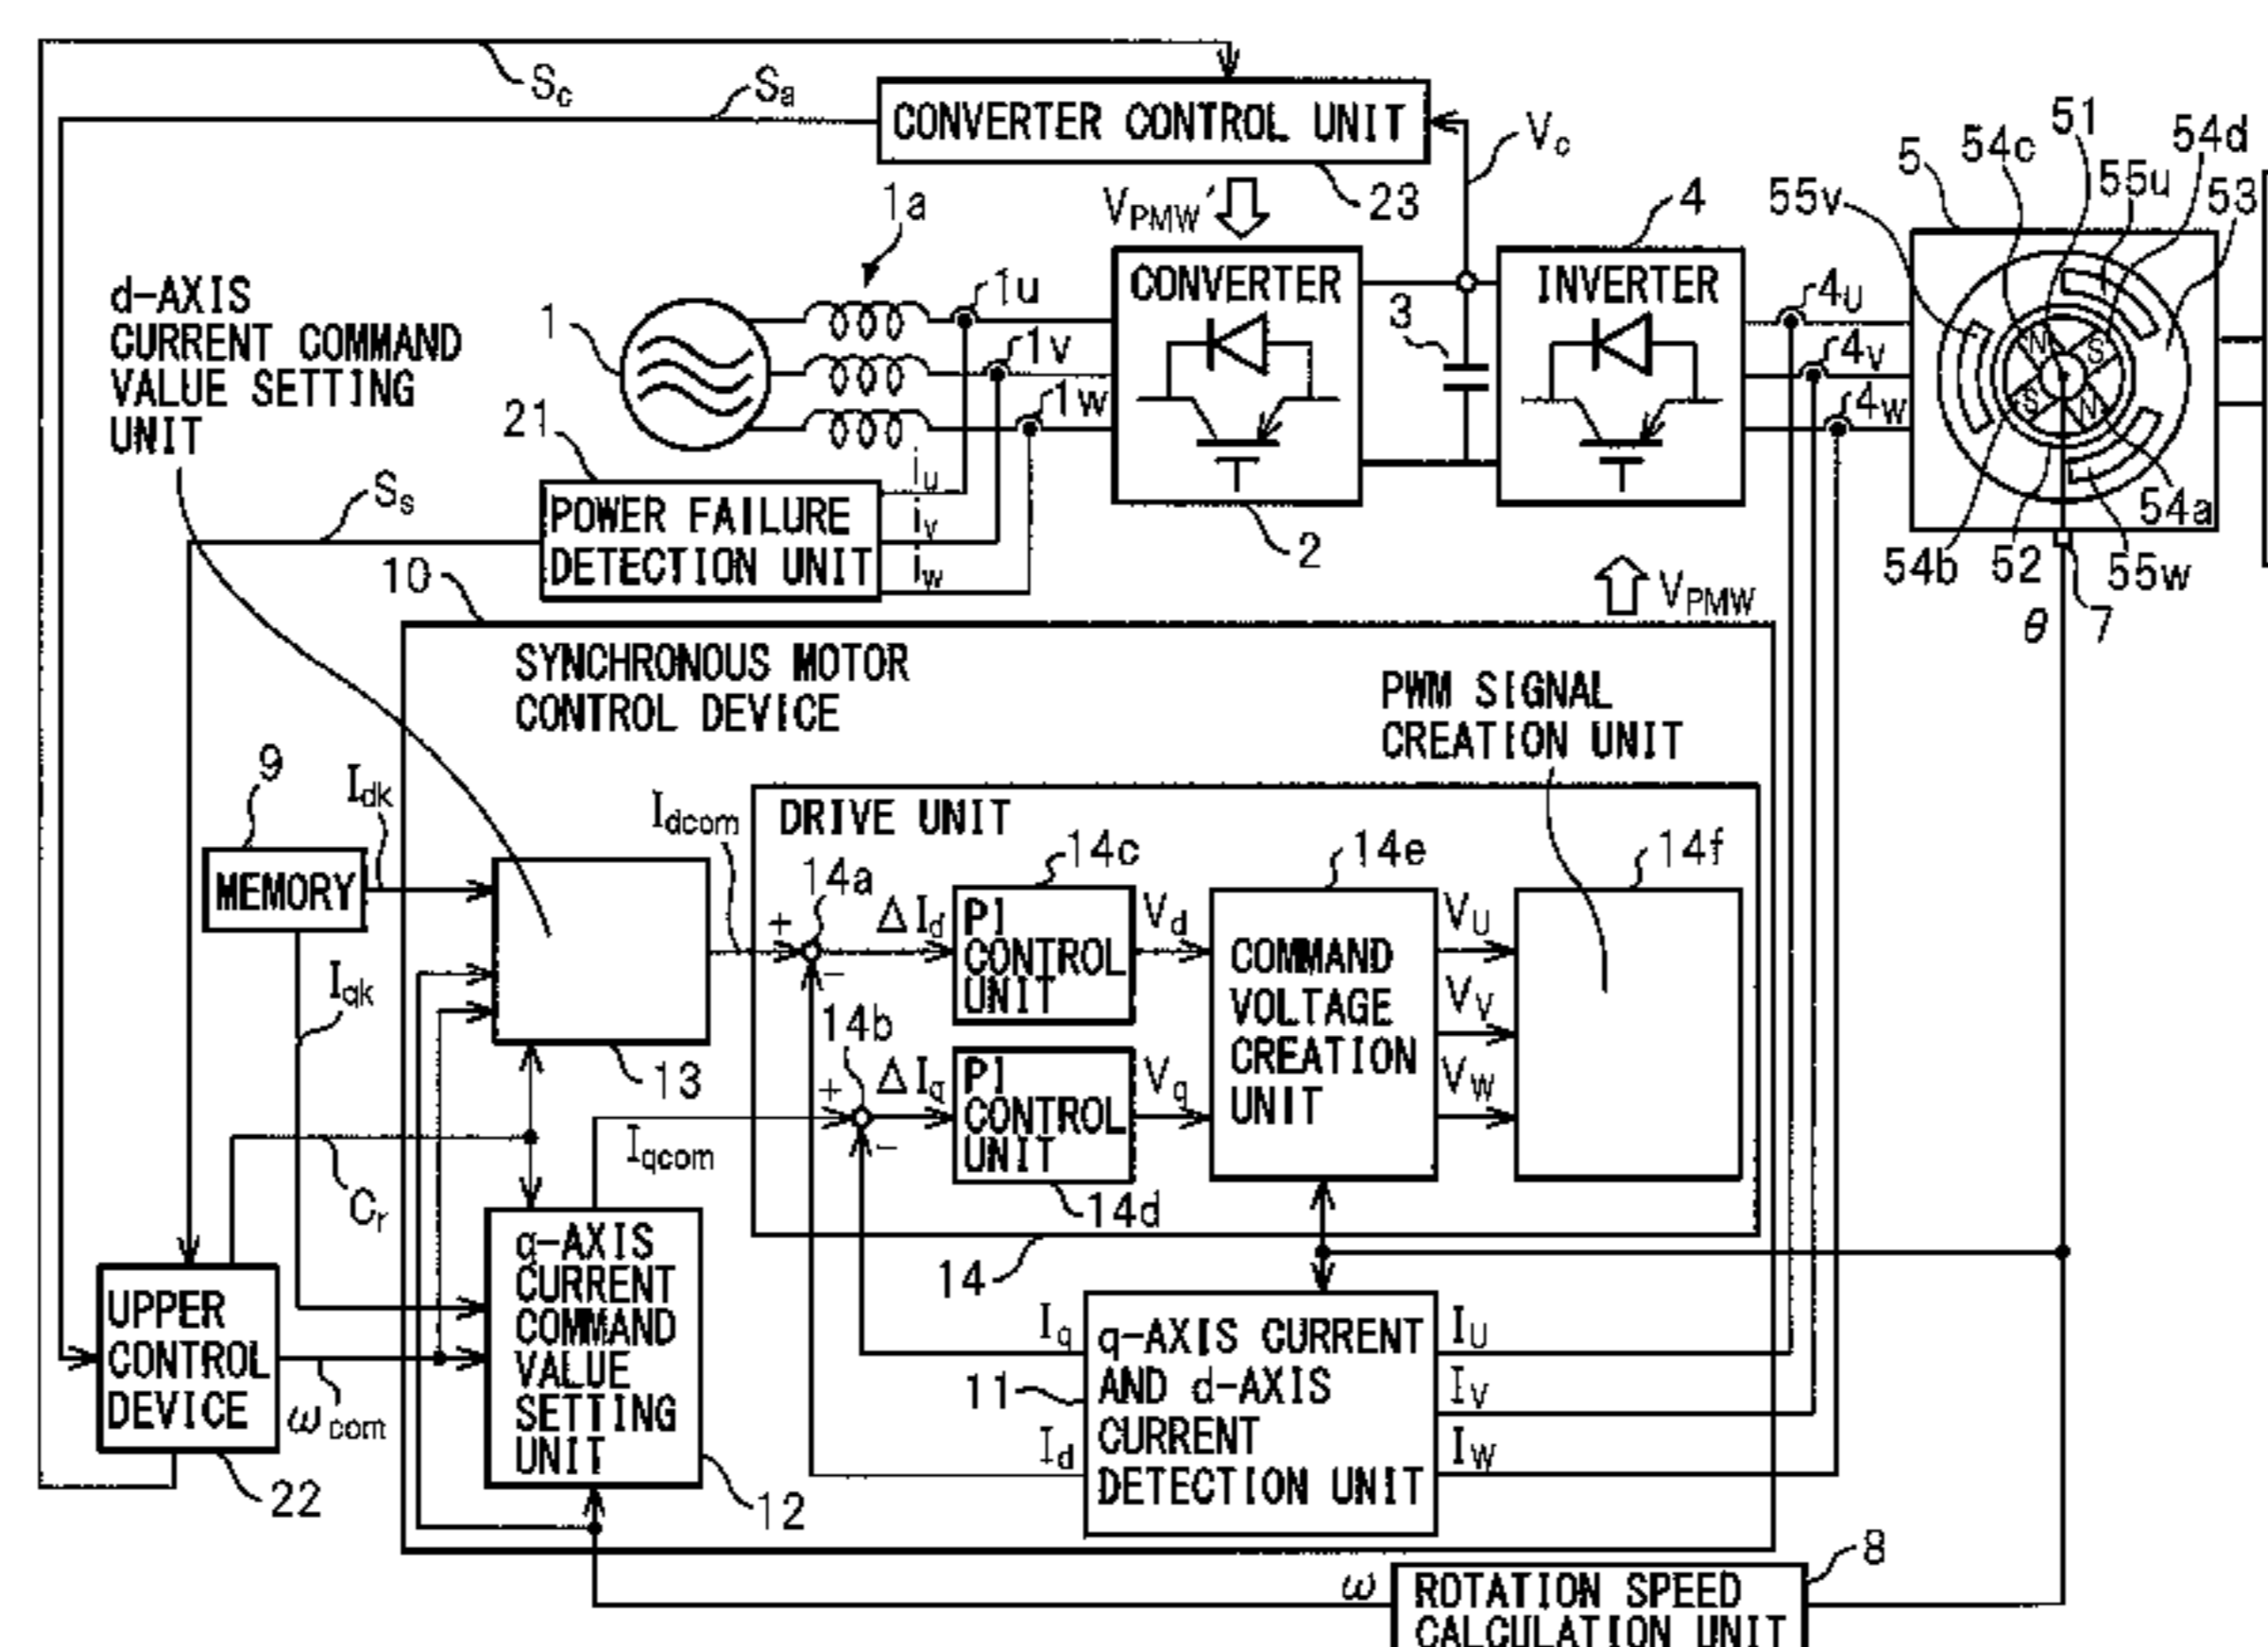 Sc
Sa
CONVERTER CONTROL UNIT
Vc
23
VPMW'
1a
d-AXIS
CURRENT COMMAND
VALUE SETTING
UNIT
1
1u
1v
1w
CONVERTER
2
3
INVERTER
4
4U
4V
4W
5
51
54c
54d
55u
53
55v
N
S
S
N
54a
54b
52
55w
θ
7
21
iu
iv
iw
POWER FAILURE
DETECTION UNIT
Ss
10
VPMW
SYNCHRONOUS MOTOR
CONTROL DEVICE
PWM SIGNAL
CREATION UNIT
9
Idk
MEMORY
Iqk
13
Idcom
DRIVE UNIT
14a
+
−
ΔId
14c
PI
CONTROL
UNIT
Vd
14e
COMMAND
VOLTAGE
CREATION
UNIT
VU
VV
VW
14f
14b
+
−
ΔIq
PI
CONTROL
UNIT
Vq
14d
Iqcom
Cr
14
UPPER
CONTROL
DEVICE
22
ωcom
q-AXIS
CURRENT
COMMAND
VALUE
SETTING
UNIT
12
Iq
Id
11
q-AXIS CURRENT
AND d-AXIS
CURRENT
DETECTION UNIT
IU
IV
IW
8
ω
ROTATION SPEED
CALCULATION UNIT